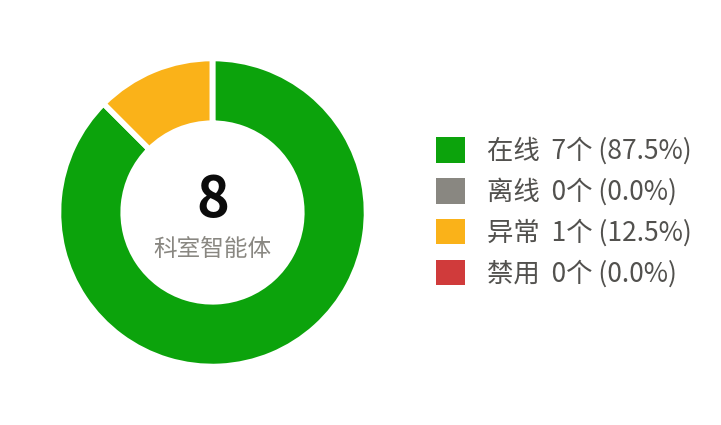 8
科室智能体
在线 7个 (87.5%)
离线 0个 (0.0%)
异常 1个 (12.5%)
禁用 0个 (0.0%)